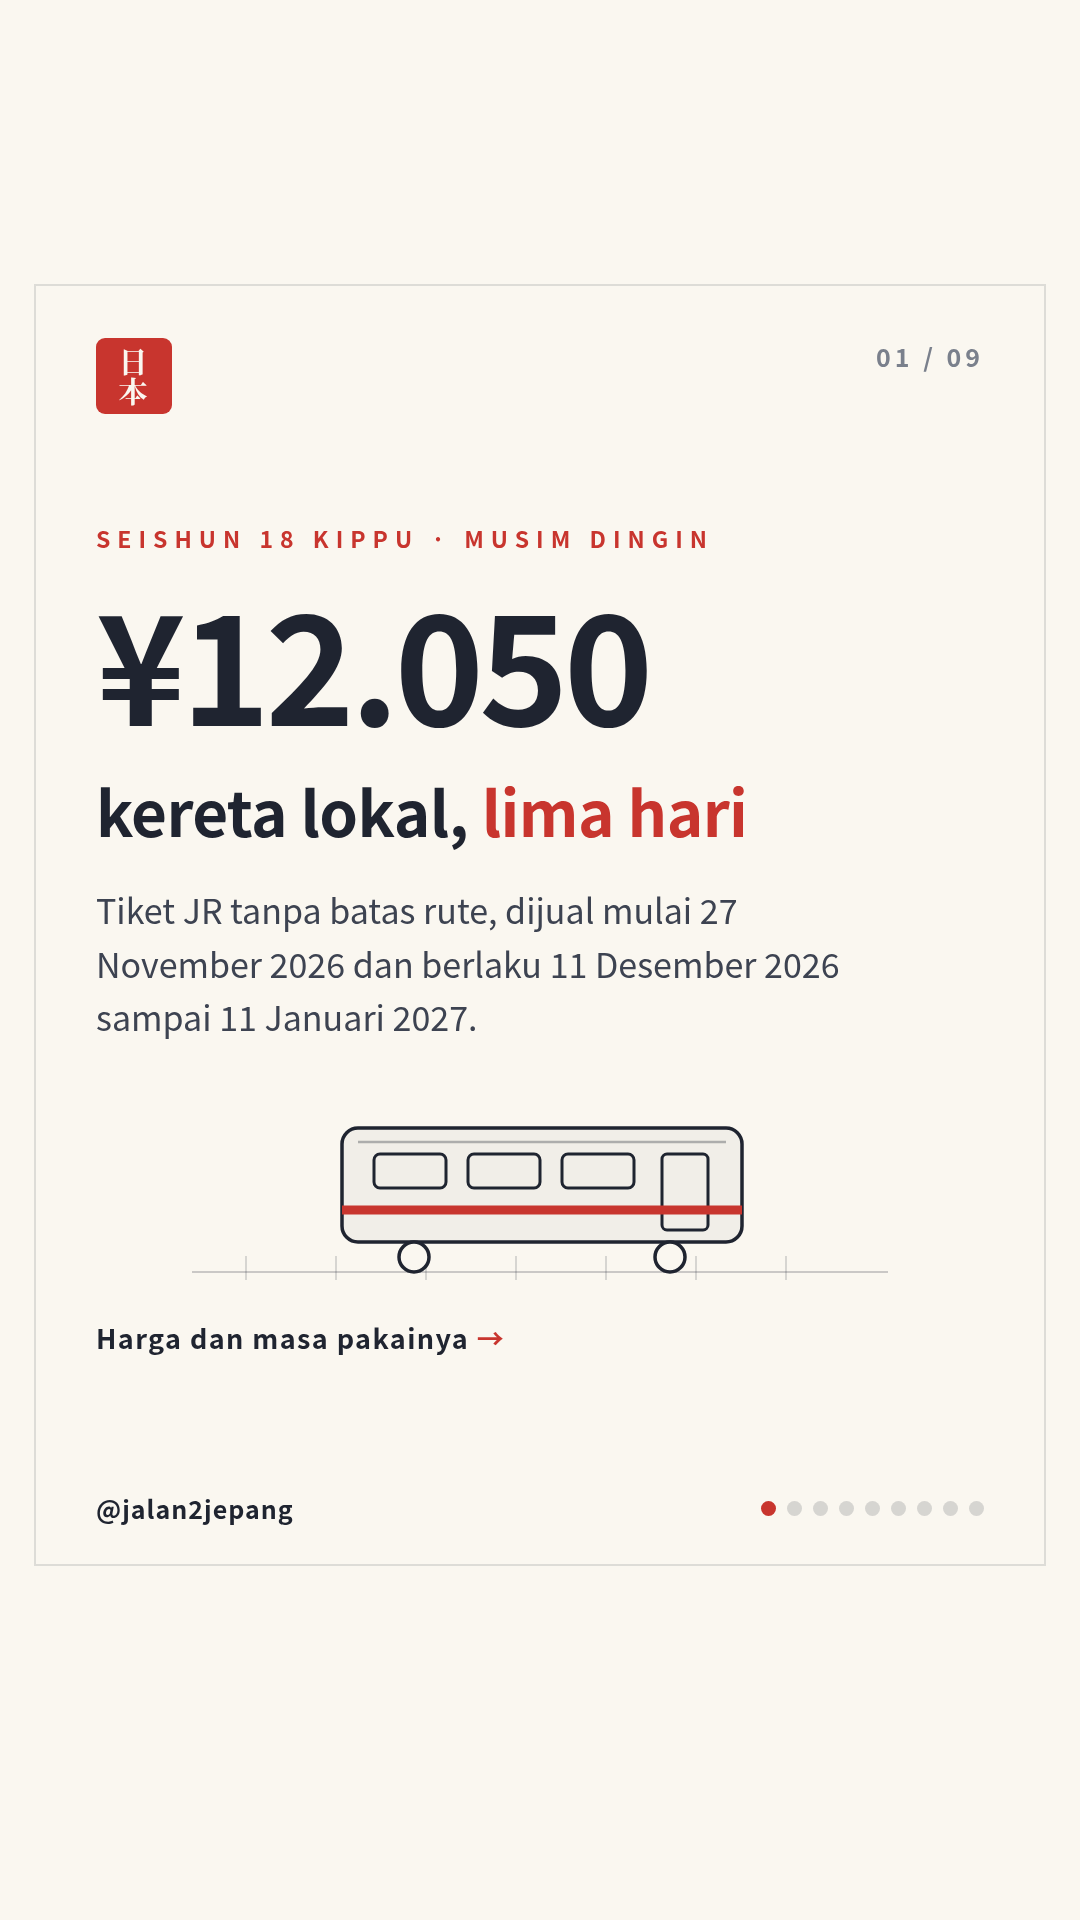 日本
01 / 09
SEISHUN 18 KIPPU · MUSIM DINGIN
¥12.050
kereta lokal, lima hari
Tiket JR tanpa batas rute, dijual mulai 27
November 2026 dan berlaku 11 Desember 2026
sampai 11 Januari 2027.
Harga dan masa pakainya →
@jalan2jepang